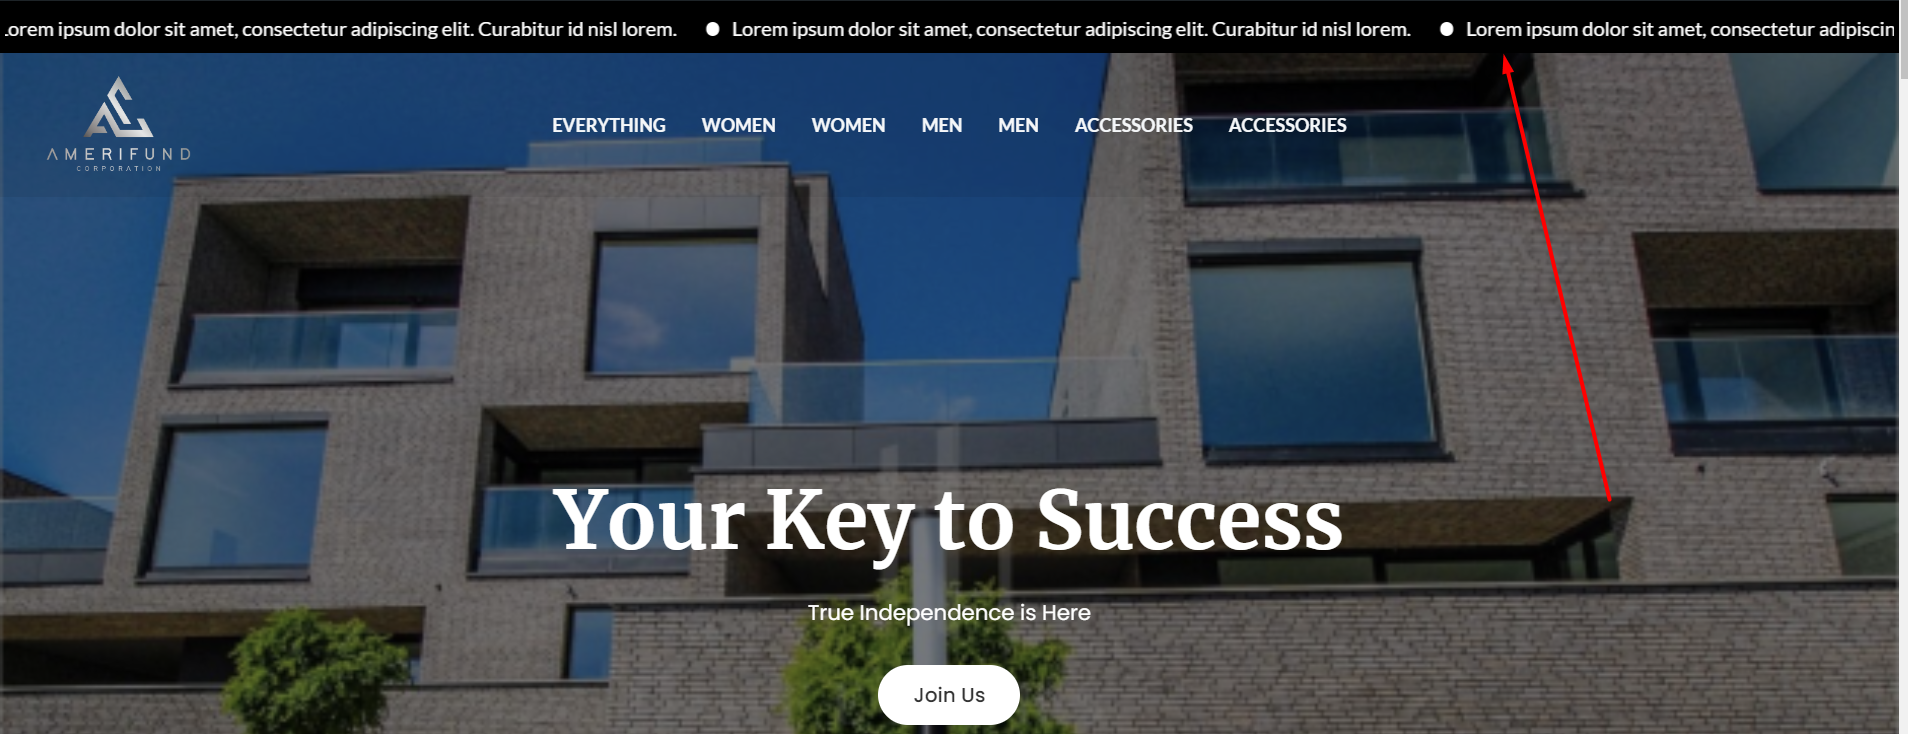 orem ipsum dolor sit amet, consectetur adipiscing elit. Curabitur id nisl lorem. ● Lorem ipsum dolor sit amet, consectetur adipiscing elit. Curabitur id nisl lorem. ● Lorem ipsum dolor sit amet, consectetur adipiscin
AMERIFUND
CORPORATION
EVERYTHING WOMEN WOMEN MEN MEN ACCESSORIES ACCESSORIES
Your Key to Success
True Independence is Here
Join Us